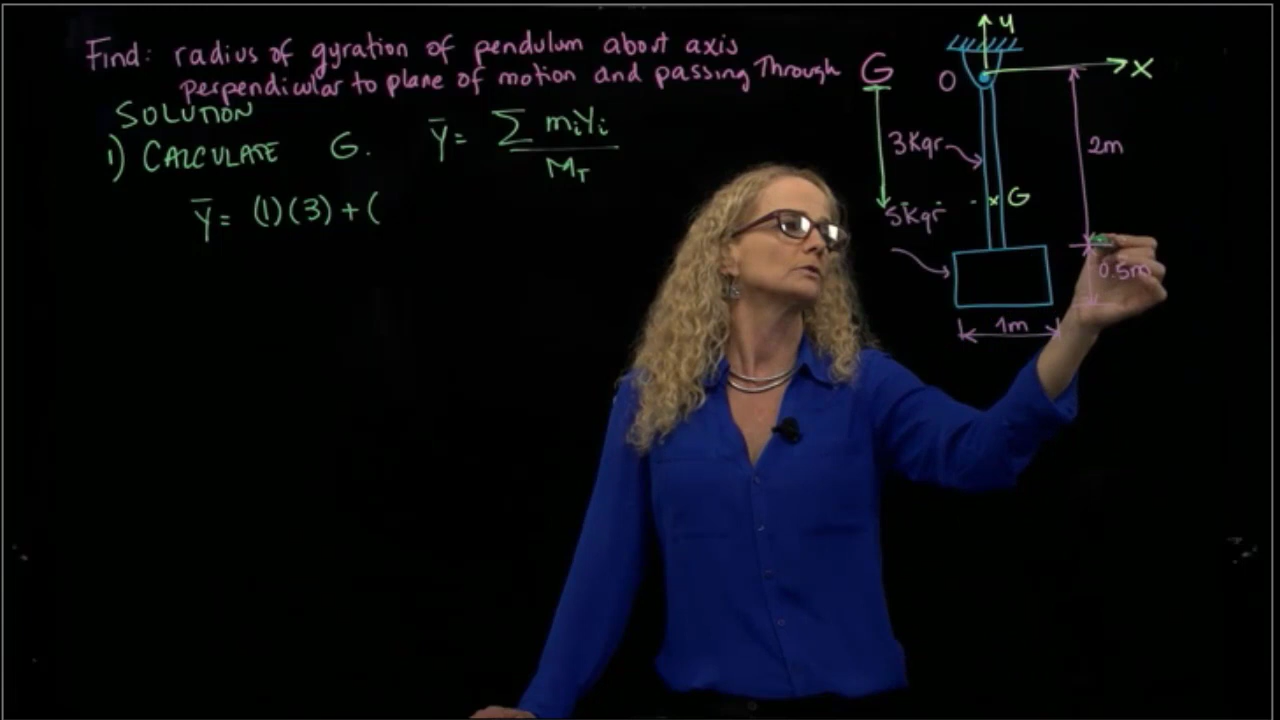 Find: radius of gyration of pendulum about axis
perpendicular to plane of motion and passing Through G
SOLUTION
1) CALCULATE G. Ȳ = Σ miYi / MT
Ȳ = (1)(3) + (
y
X
O
3Kgr
2m
G
5Kgr
0.5m
1m